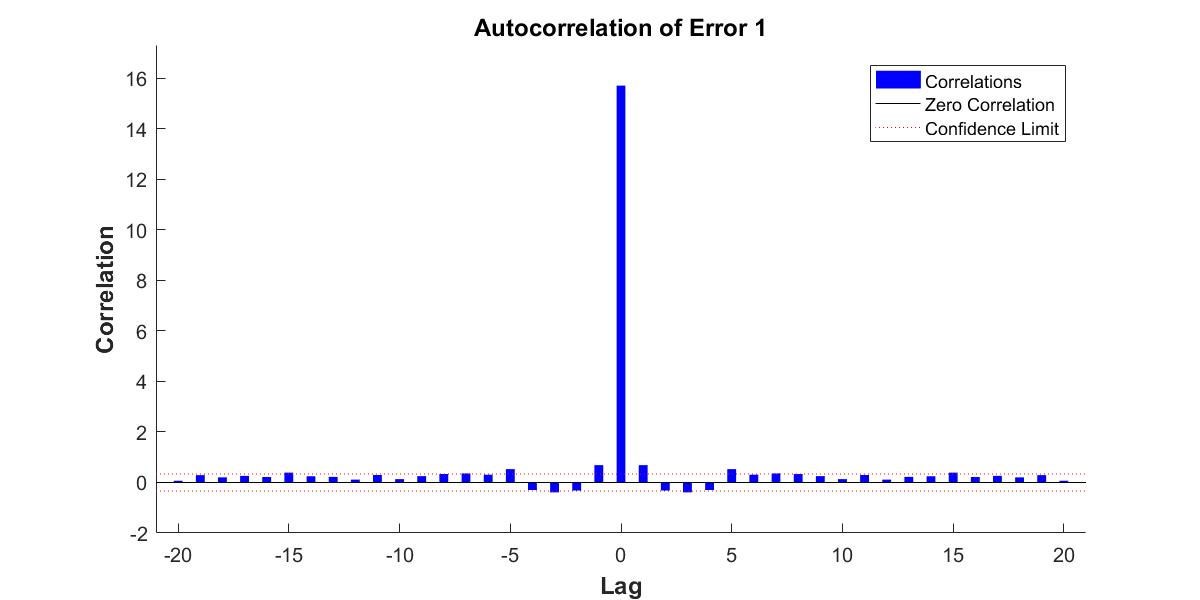 Autocorrelation of Error 1
Correlations
Zero Correlation
Confidence Limit
Correlation
16
14
12
10
8
6
4
2
0
-2
-20 -15 -10 -5 0 5 10 15 20
Lag